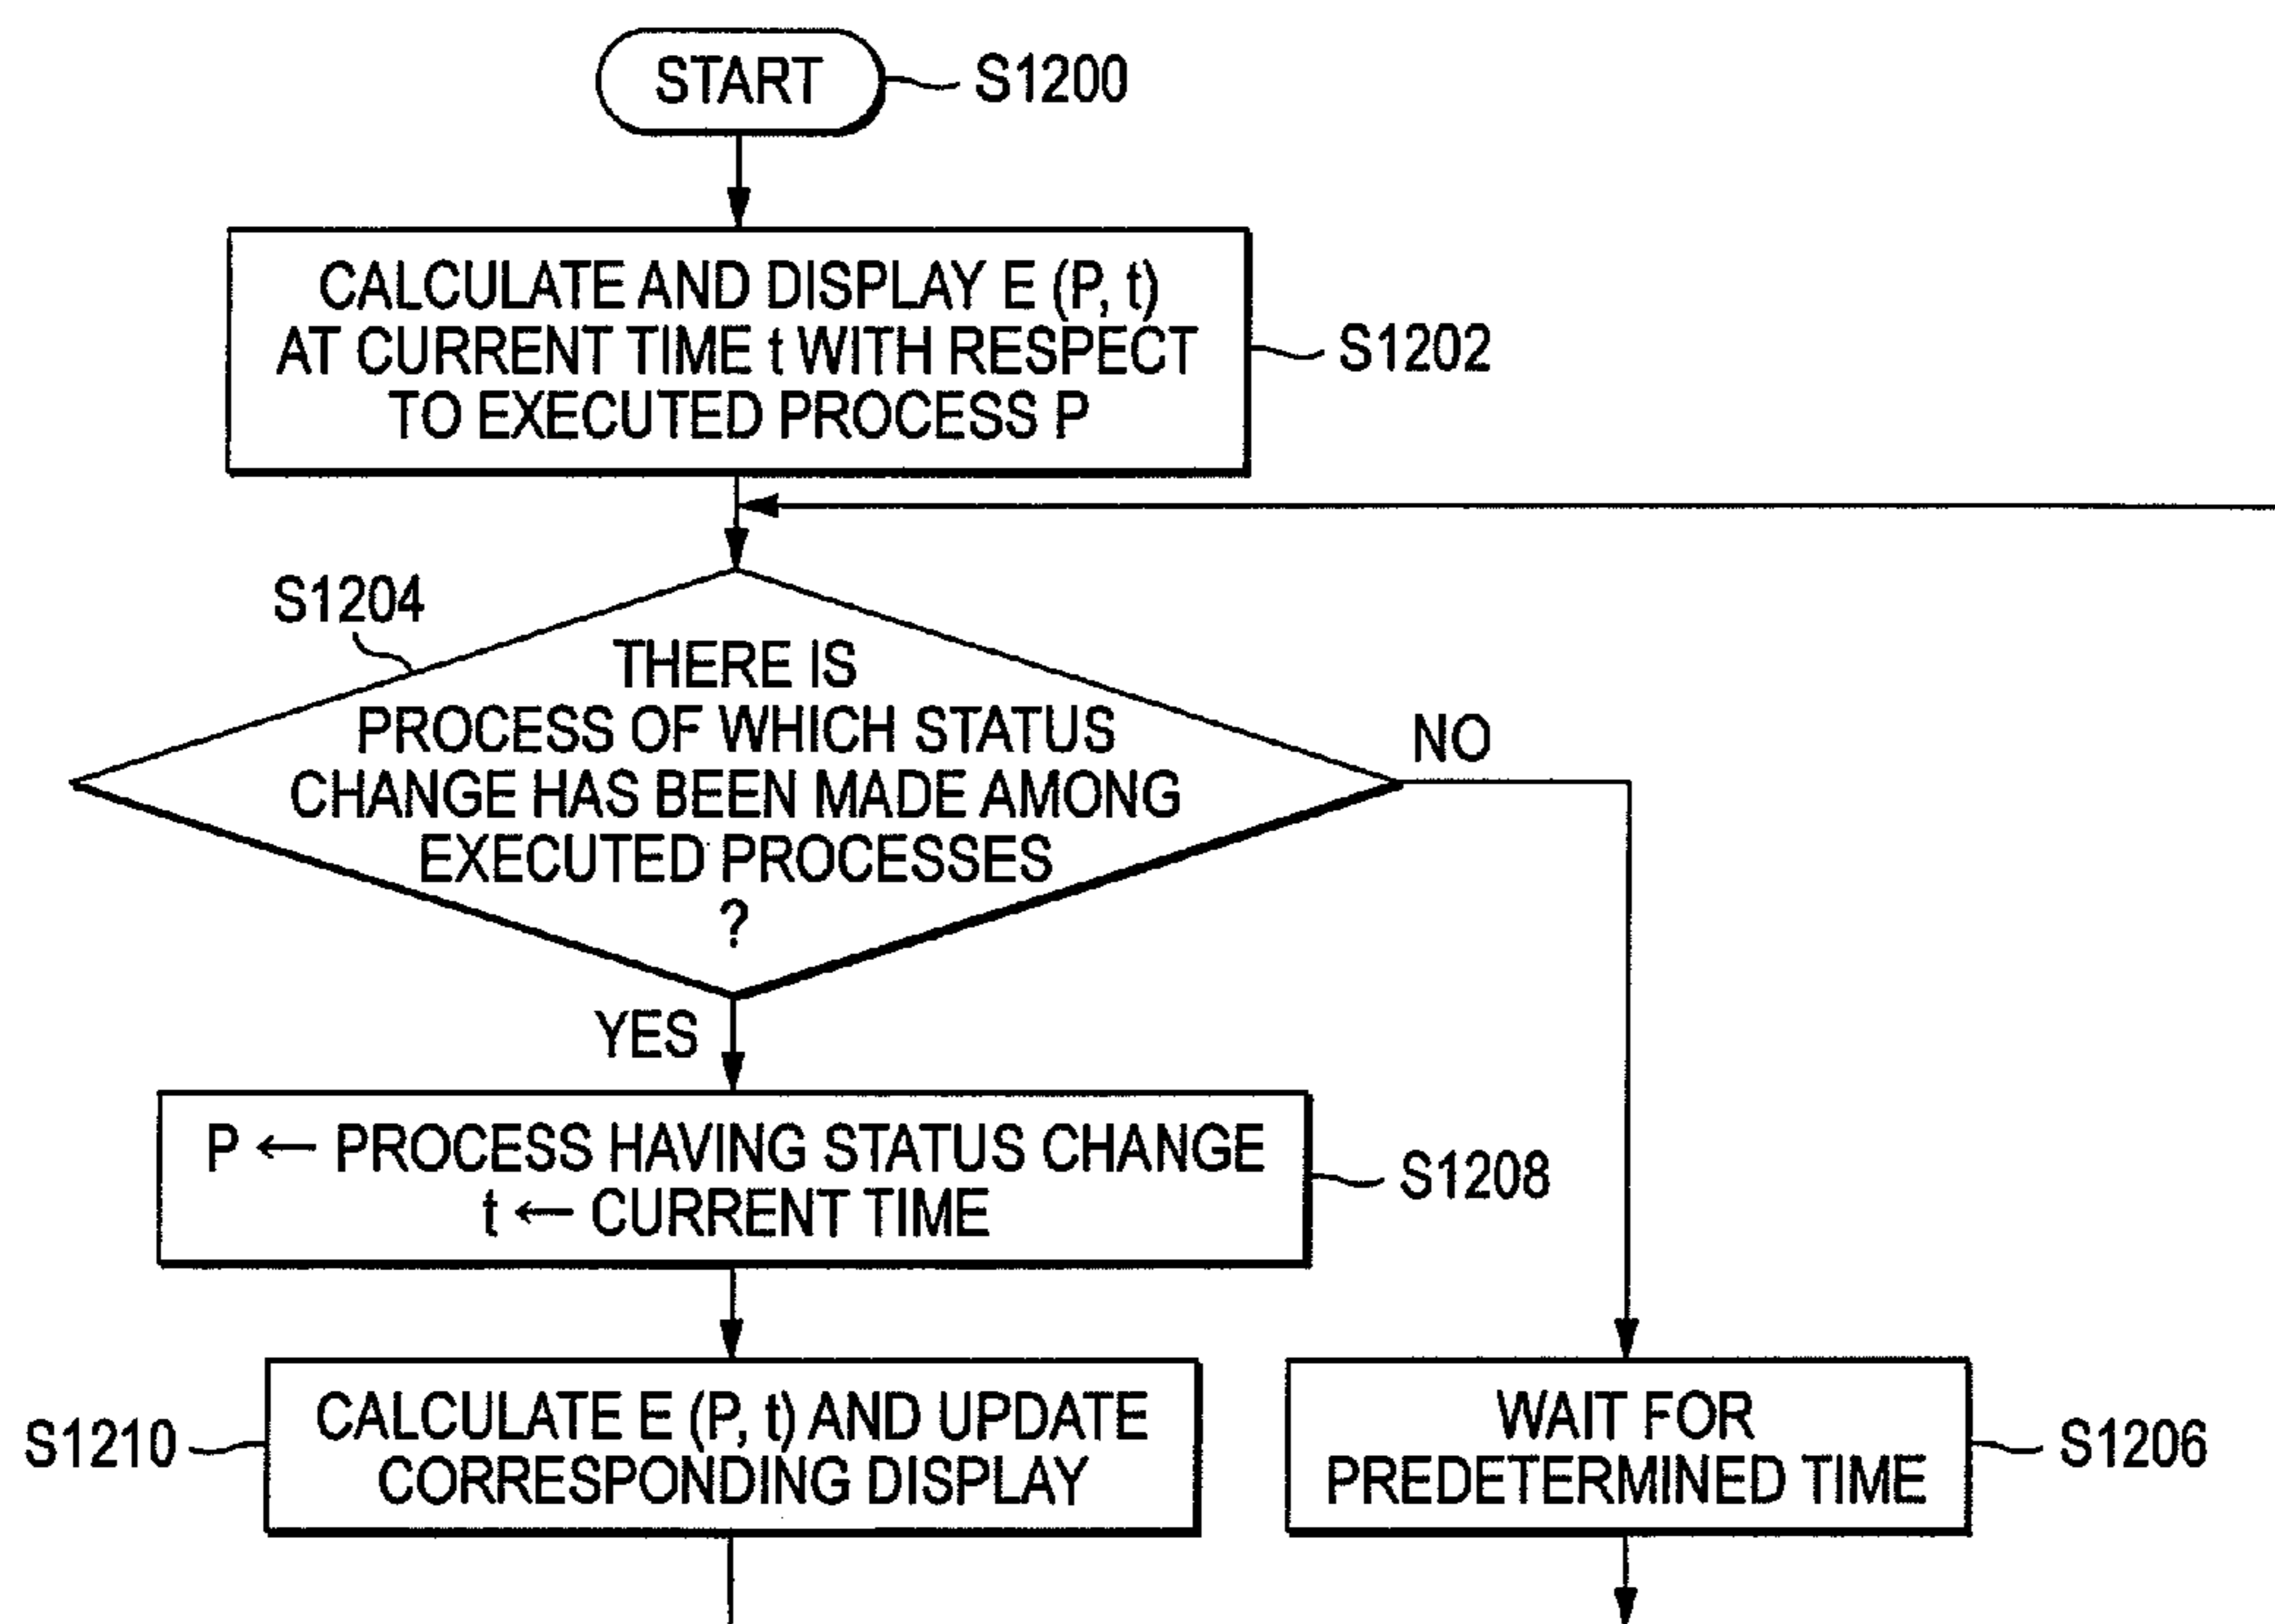 START
S1200
CALCULATE AND DISPLAY E (P, t)
AT CURRENT TIME t WITH RESPECT
TO EXECUTED PROCESS P
S1202
S1204
THERE IS
PROCESS OF WHICH STATUS
CHANGE HAS BEEN MADE AMONG
EXECUTED PROCESSES
?
NO
YES
P ← PROCESS HAVING STATUS CHANGE
t ← CURRENT TIME
S1208
S1210
CALCULATE E (P, t) AND UPDATE
CORRESPONDING DISPLAY
WAIT FOR
PREDETERMINED TIME
S1206